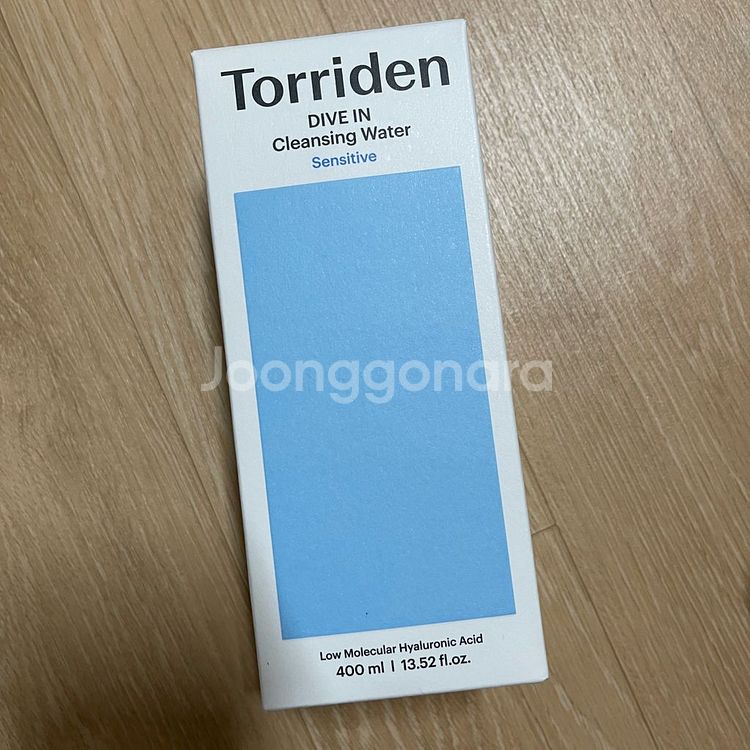 Torriden
DIVE IN
Cleansing Water
Sensitive
Joonggonara
Low Molecular Hyaluronic Acid
400 ml | 13.52 fl.oz.